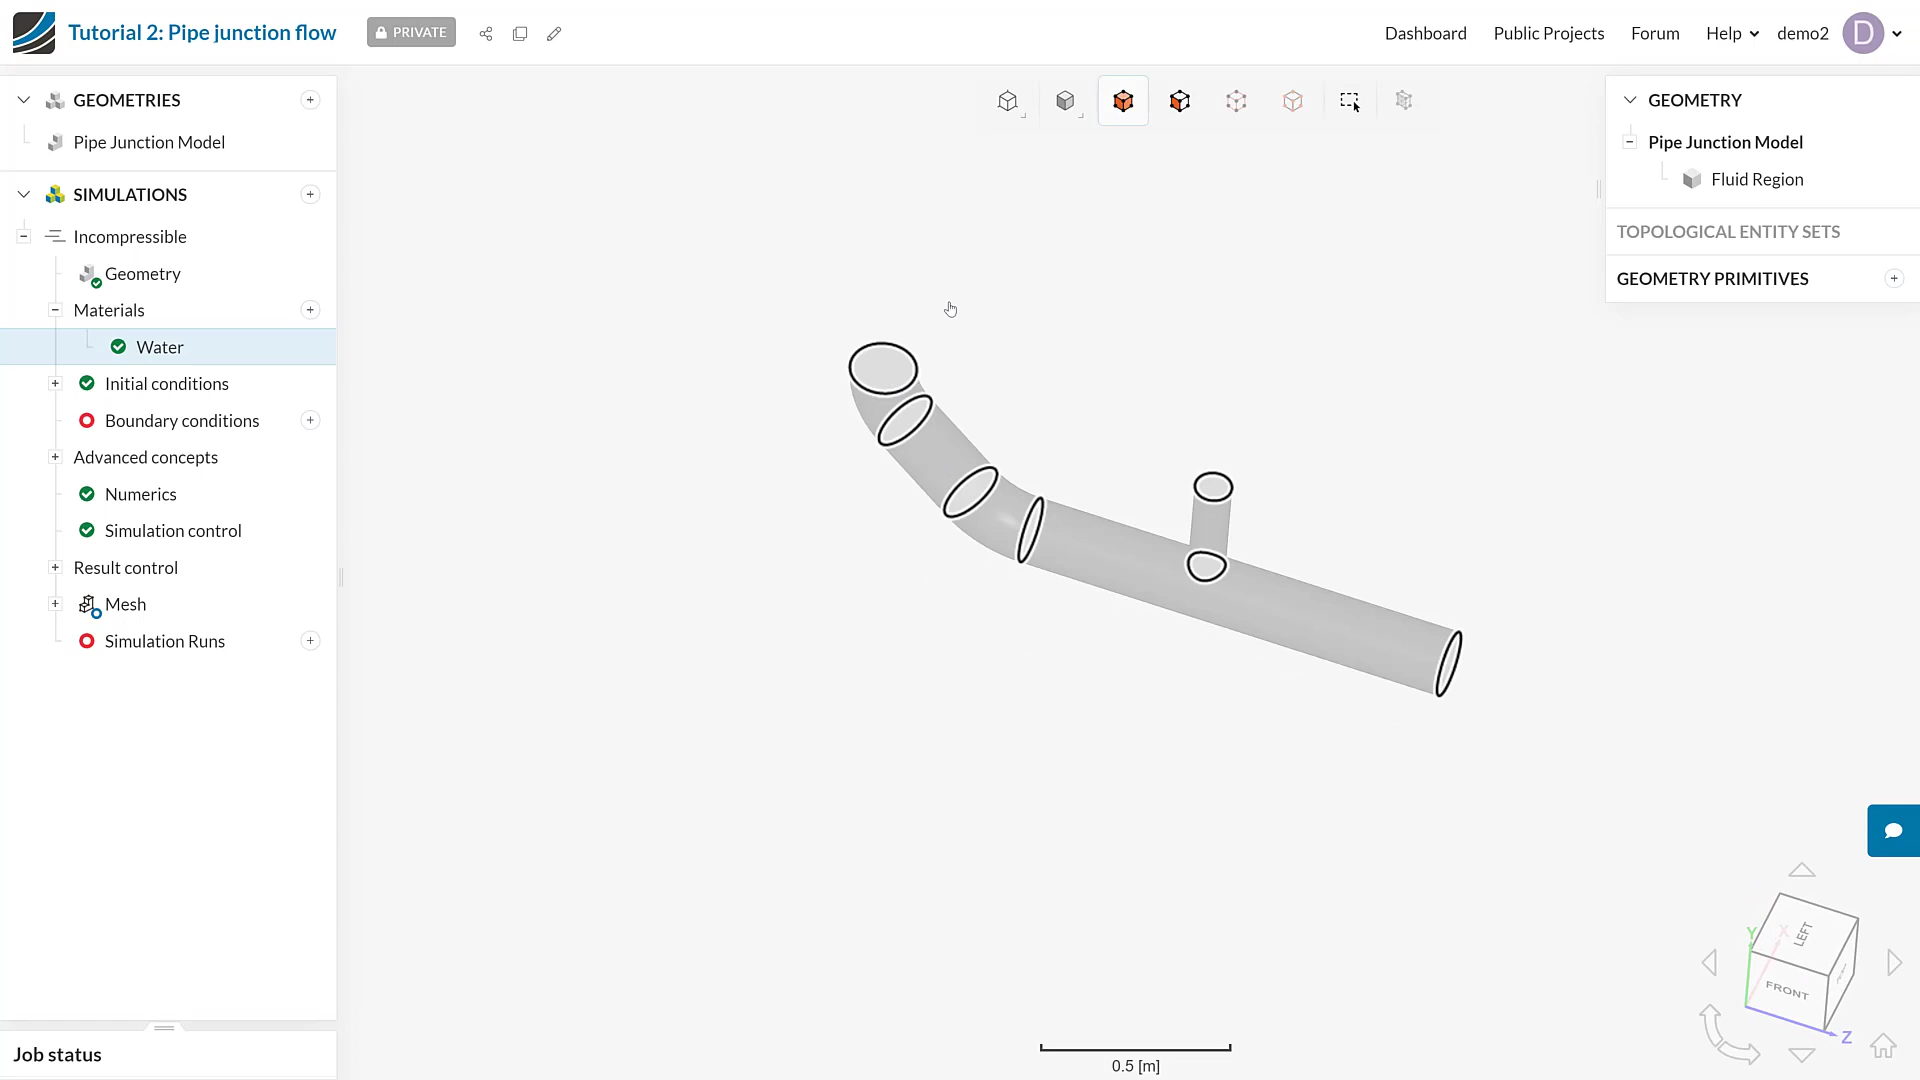 Tutorial 2: Pipe junction flow
PRIVATE
Dashboard
Public Projects
Forum
Help
demo2
D
GEOMETRIES
Pipe Junction Model
SIMULATIONS
Incompressible
Geometry
Materials
Water
Initial conditions
Boundary conditions
Advanced concepts
Numerics
Simulation control
Result control
Mesh
Simulation Runs
Job status
GEOMETRY
Pipe Junction Model
Fluid Region
TOPOLOGICAL ENTITY SETS
GEOMETRY PRIMITIVES
0.5 [m]
LEFT
FRONT
Y
X
Z